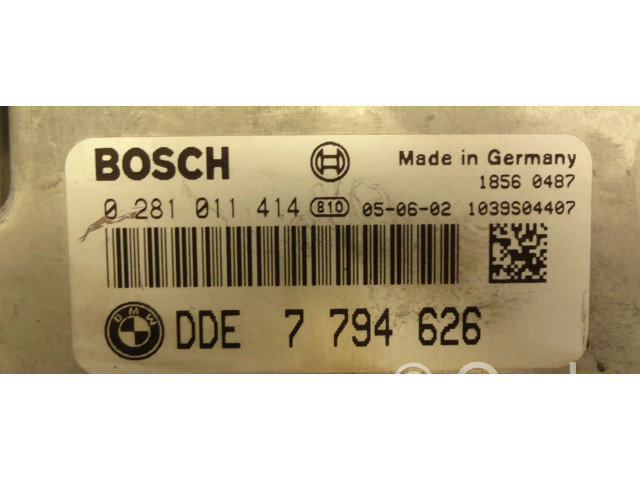 BOSCH
Made in Germany
1856 0487
0 281 011 414 810 05-06-02 1039S04407
BMW
DDE 7 794 626